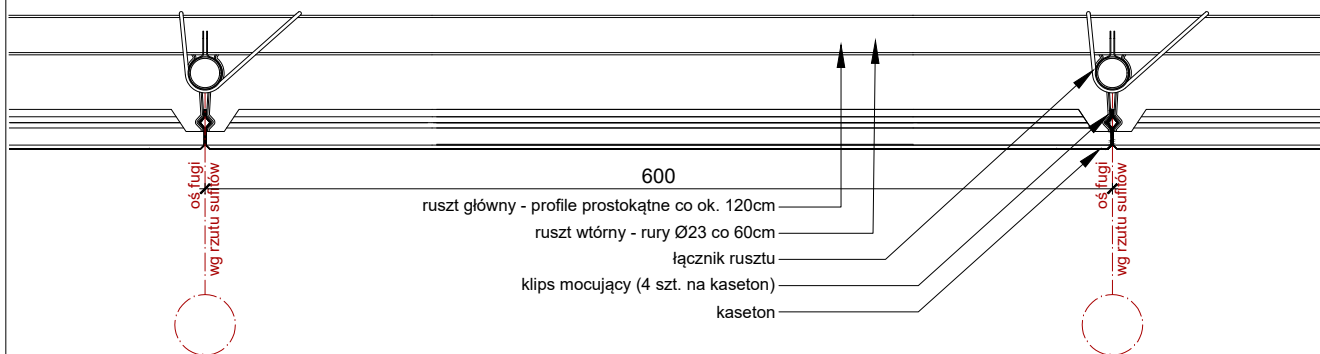 600
ruszt główny - profile prostokątne co ok. 120cm
ruszt wtórny - rury Ø23 co 60cm
łącznik rusztu
klips mocujący (4 szt. na kaseton)
kaseton
oś fugi
wg rzutu sufitów
oś fugi
wg rzutu sufitów